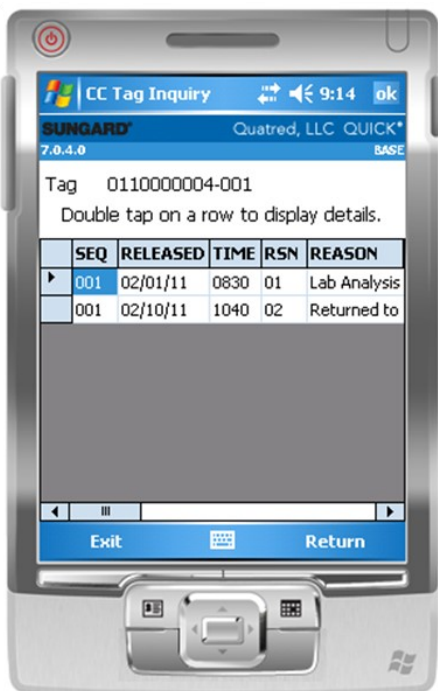 CC Tag Inquiry 9:14 ok
SUNGARD® Quatred, LLC QUICK*
7.0.4.0 BASE
Tag 0110000004-001
Double tap on a row to display details.
SEQ RELEASED TIME RSN REASON
001 02/01/11 0830 01 Lab Analysis
001 02/10/11 1040 02 Returned to
Exit Return